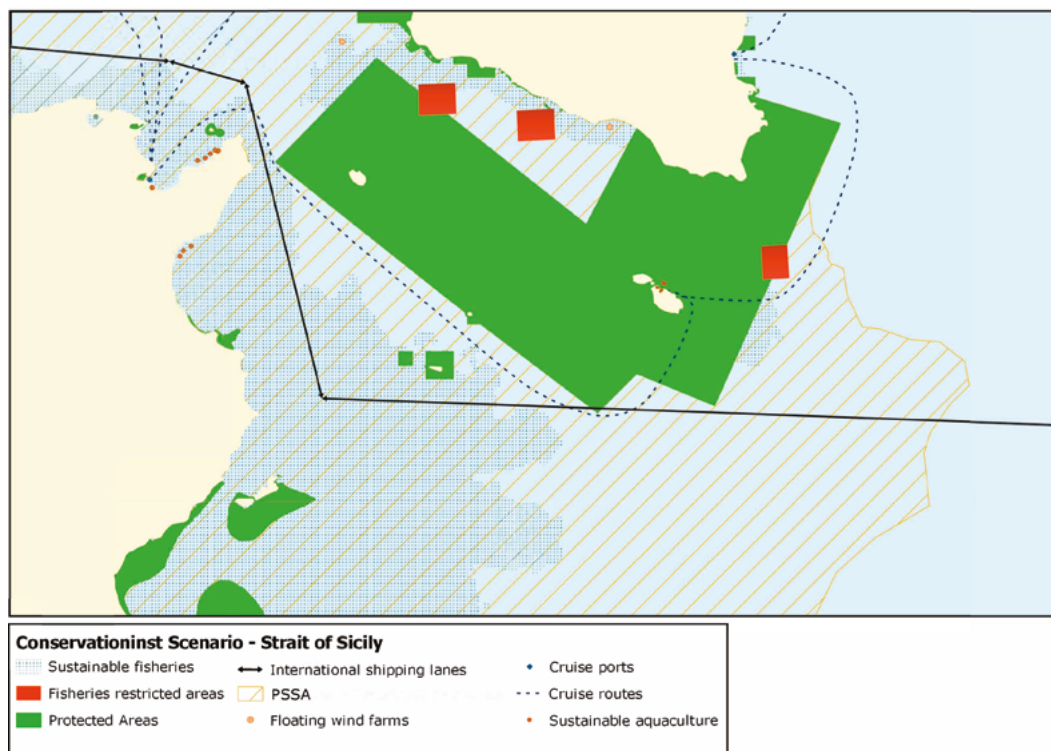 Conservationinst Scenario - Strait of Sicily
Sustainable fisheries
International shipping lanes
Cruise ports
Fisheries restricted areas
PSSA
Cruise routes
Protected Areas
Floating wind farms
Sustainable aquaculture